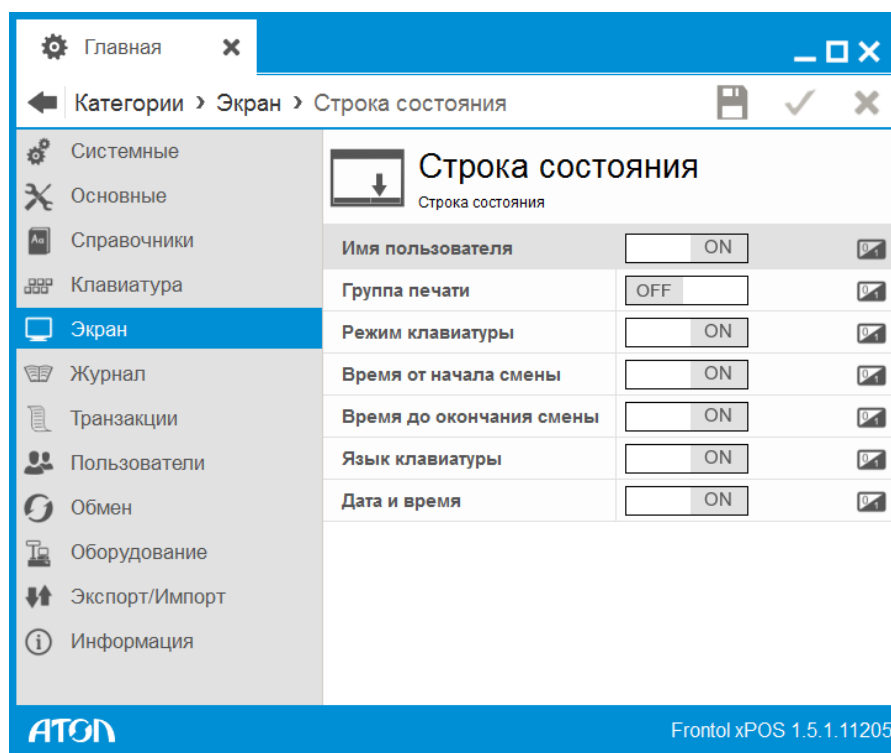 Главная
Категории > Экран > Строка состояния
Системные
Основные
Справочники
Клавиатура
Экран
Журнал
Транзакции
Пользователи
Обмен
Оборудование
Экспорт/Импорт
Информация
Строка состояния
Строка состояния
Имя пользователя ON
Группа печати OFF
Режим клавиатуры ON
Время от начала смены ON
Время до окончания смены ON
Язык клавиатуры ON
Дата и время ON
ATOL
Frontol xPOS 1.5.1.11205